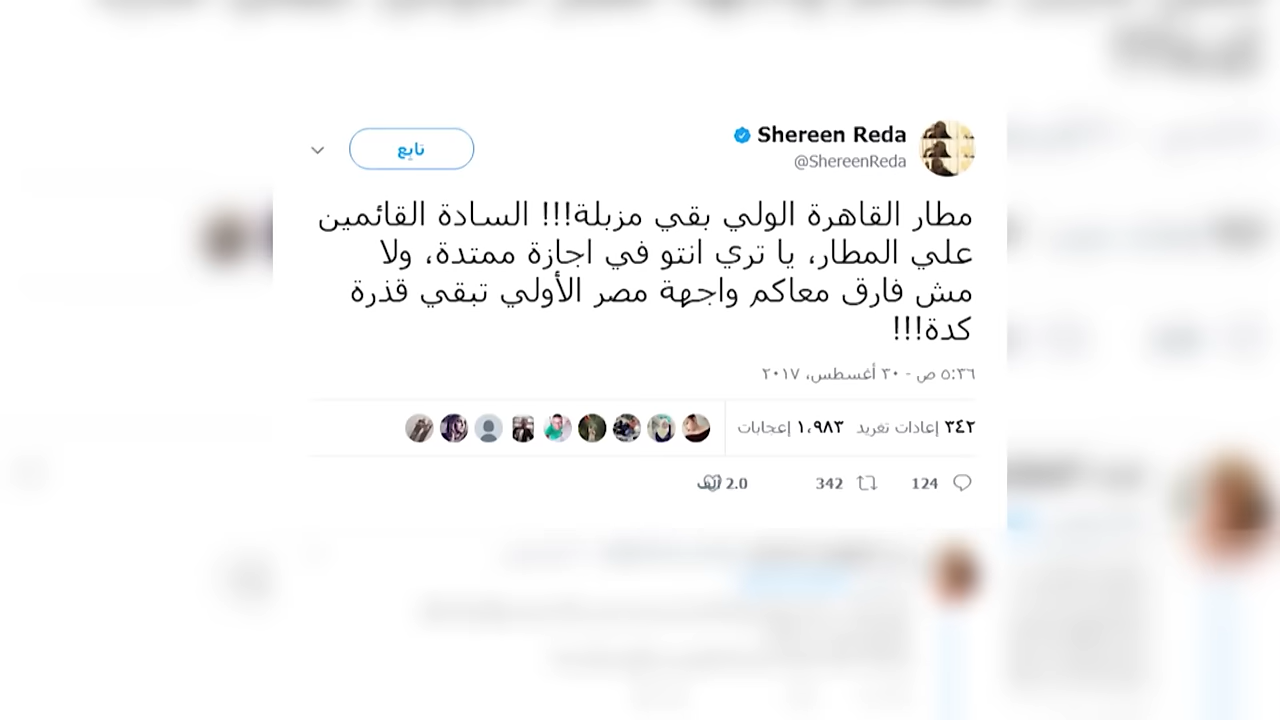 Shereen Reda
@ShereenReda
تابع
مطار القاهرة الولي بقي مزبلة!!! السادة القائمين
علي المطار، يا تري انتو في اجازة ممتدة، ولا
مش فارق معاكم واجهة مصر الأولي تبقي قذرة
كدة!!!
٥:٣٦ ص - ٣٠ أغسطس، ٢٠١٧
٣٤٢ إعادات تغريد ١،٩٨٣ إعجابات
124 342 2.0 ألف